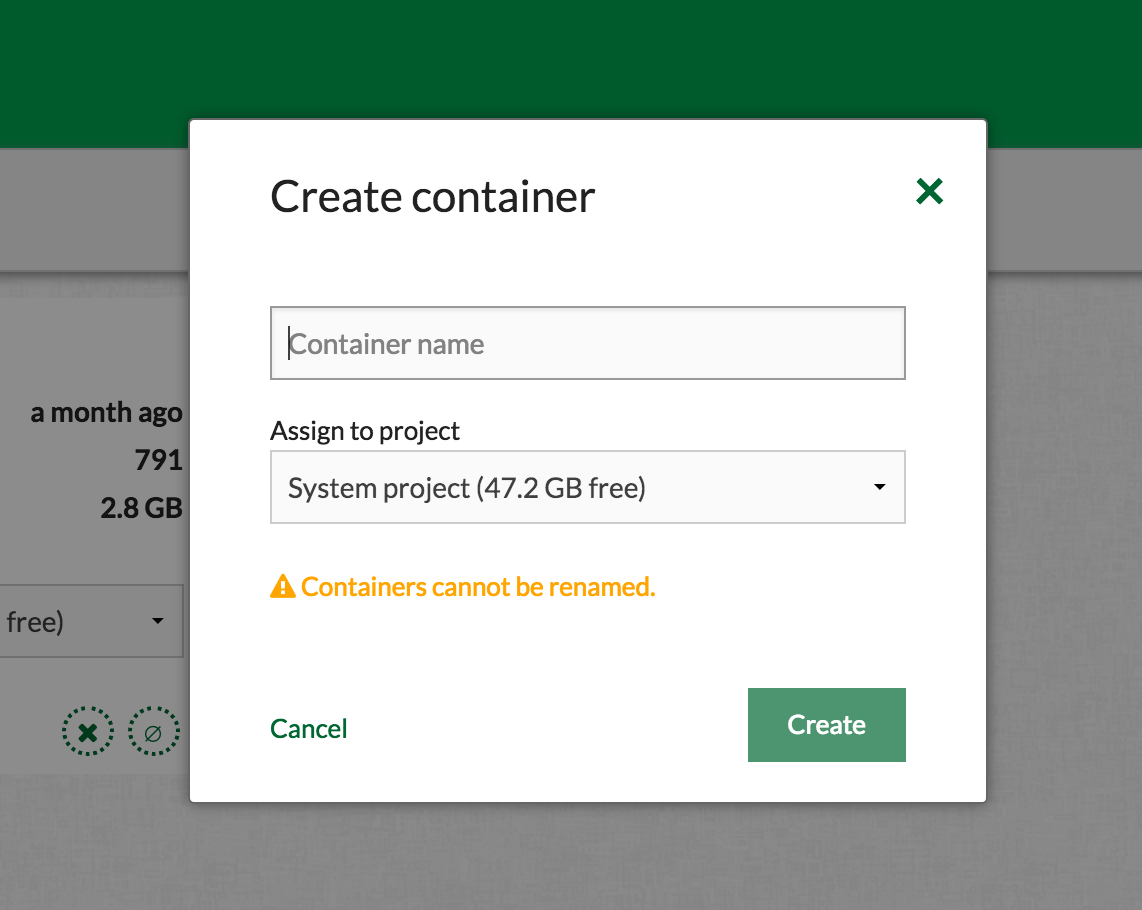 Create container
Container name
Assign to project
System project (47.2 GB free)
Containers cannot be renamed.
Cancel
Create
a month ago
791
2.8 GB
free)